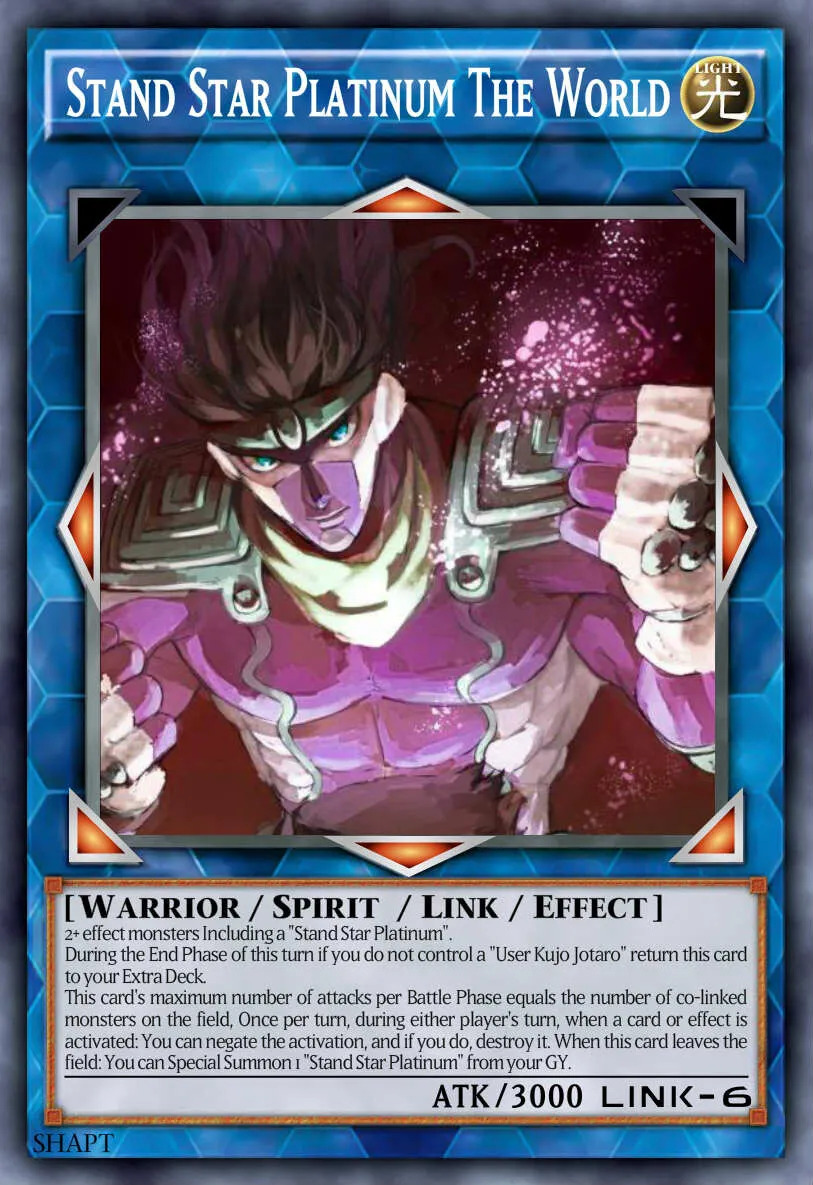 STAND STAR PLATINUM THE WORLD
LIGHT
光
[WARRIOR / SPIRIT / LINK / EFFECT]
2+ effect monsters Including a "Stand Star Platinum".
During the End Phase of this turn if you do not control a "User Kujo Jotaro" return this card
to your Extra Deck.
This card's maximum number of attacks per Battle Phase equals the number of co-linked
monsters on the field, Once per turn, during either player's turn, when a card or effect is
activated: You can negate the activation, and if you do, destroy it. When this card leaves the
field: You can Special Summon 1 "Stand Star Platinum" from your GY.
ATK/3000 LINK-6
SHAPT